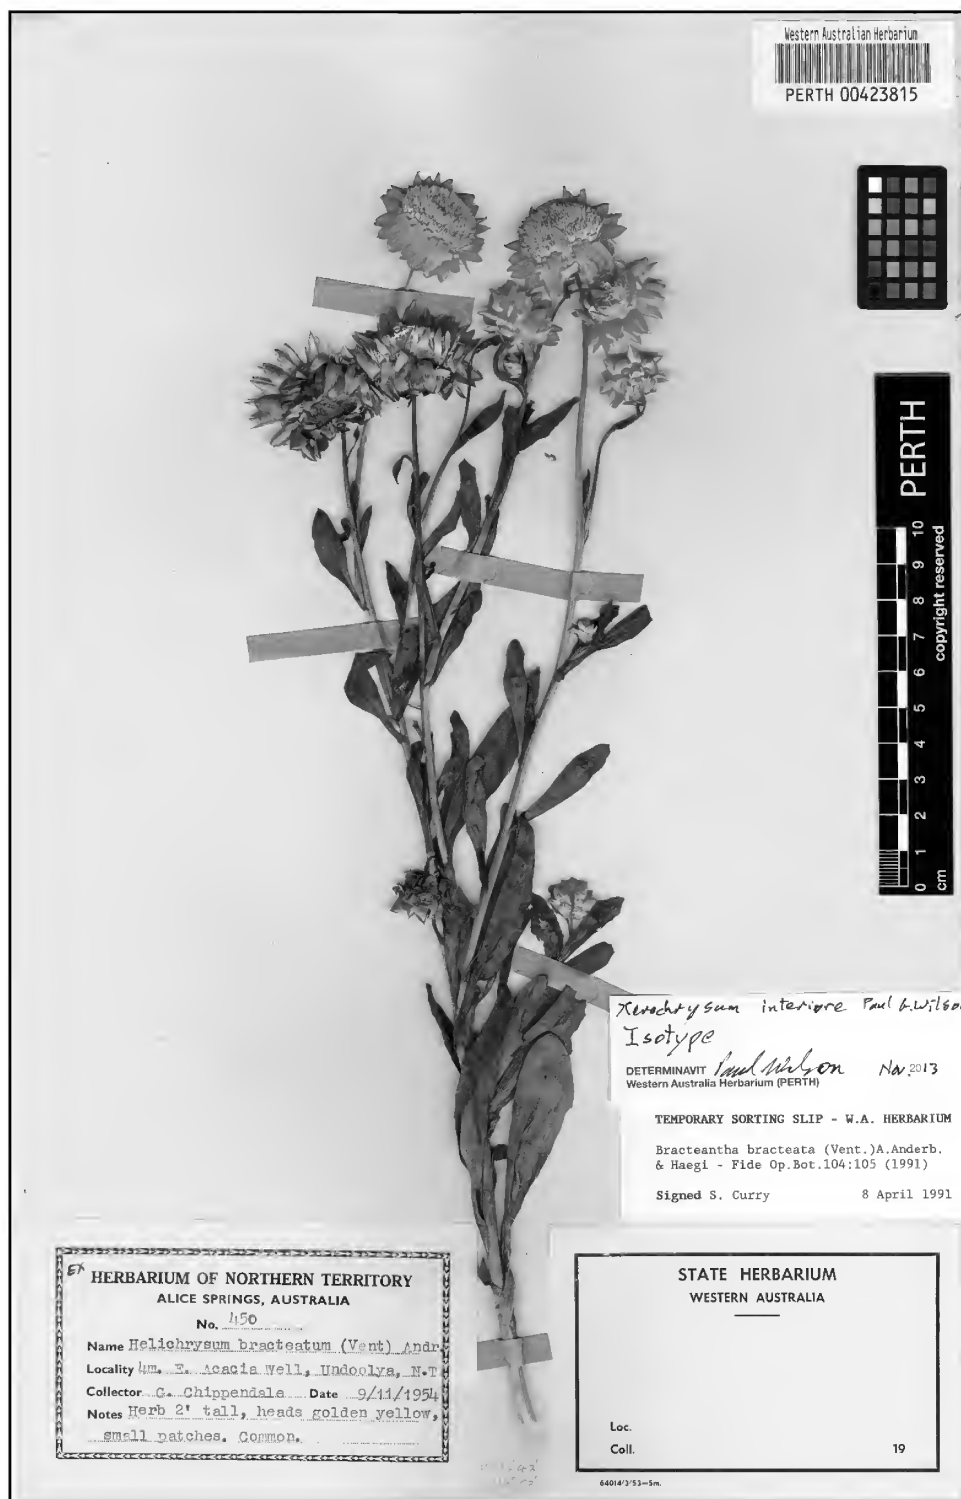 Western Australian Herbarium
PERTH 00423815
PERTH
10
9
8
7
6
5
4
3
2
1
0
cm
copyright reserved
Xerochrysum interiore Paul G.Wilson
Isotype
DETERMINAVIT Paul Wilson Nov. 2013
Western Australia Herbarium (PERTH)
TEMPORARY SORTING SLIP - W.A. HERBARIUM
Bracteantha bracteata (Vent.)A.Anderb.
& Haegi - Fide Op.Bot.104:105 (1991)
Signed S. Curry 8 April 1991
EX HERBARIUM OF NORTHERN TERRITORY
ALICE SPRINGS, AUSTRALIA
No. 450
Name Helichrysum bracteatum (Vent) Andr
Locality 4m. E. Acacia Well, Undoolya, N.T
Collector G. Chippendale Date 9/11/1954
Notes Herb 2' tall, heads golden yellow,
small patches. Common.
STATE HERBARIUM
WESTERN AUSTRALIA
Loc.
Coll. 19
64014/3/53—5m.